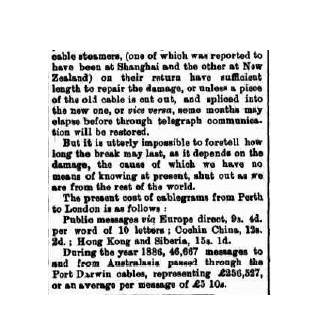 cable steamers, (one of which was reported to
have been at Shanghai and the other at New
Zealand) on their return have sufficient
length to repair the damage, or unless a piece
of the old cable is cut out, and spliced into
the new one, or vice versa, some months may
elapse before through telegraph communica-
tion will be restored.
But it is utterly impossible to foretell how
long the break may last, as it depends on the
damage, the cause of which we have no
means of knowing at present, shut out as we
are from the rest of the world.
The present cost of cablegrams from Perth
to London is as follows :
Public messages via Europe direct, 9s. 4d.
per word of 10 letters ; Cochin China, 12s.
2d. ; Hong Kong and Siberia, 15s. 1d.
During the year 1886, 46,667 messages to
and from Australasia passed through the
Port Darwin cables, representing £256,527,
or an average per message of £5 10s.